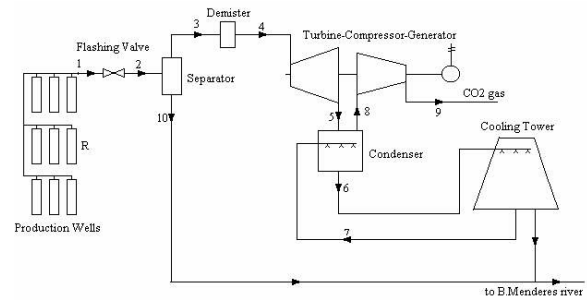 Demister
3
4
Turbine-Compressor-Generator
Flashing Valve
1
2
Separator
CO2 gas
5
8
9
10
Cooling Tower
R
Condenser
6
Production Wells
7
to B.Menderes river